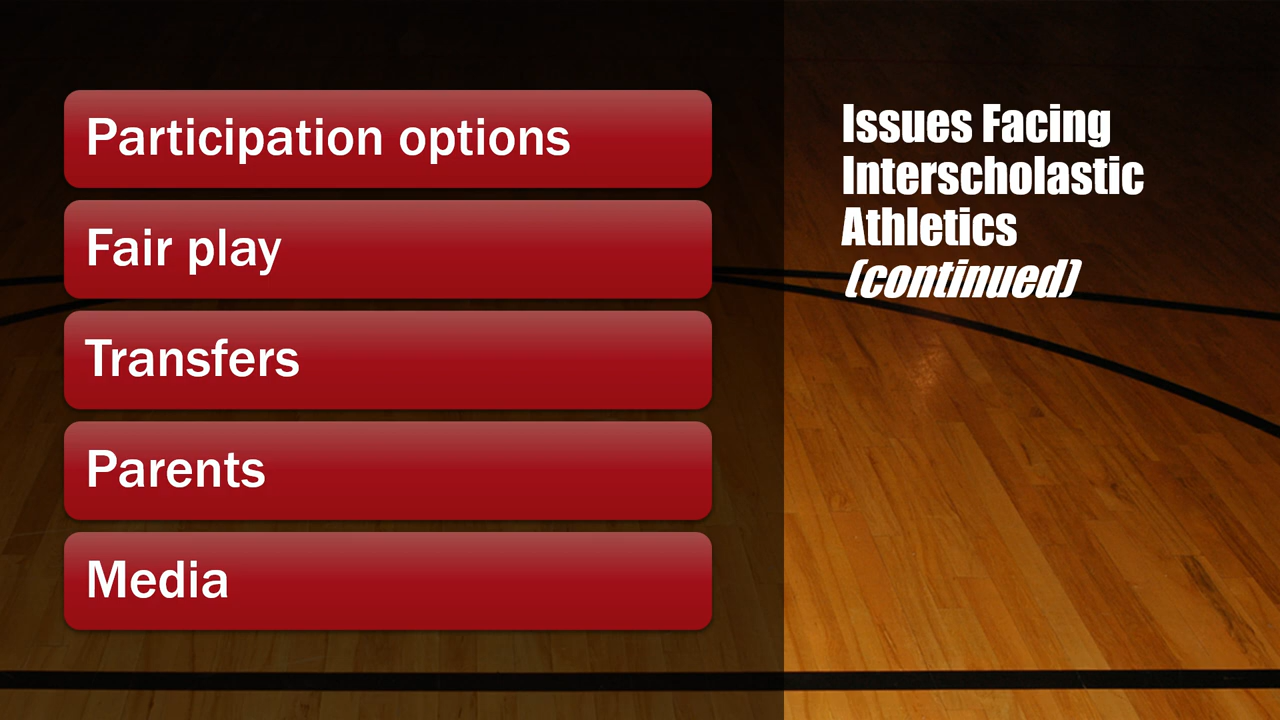 Participation options
Fair play
Transfers
Parents
Media
Issues Facing
Interscholastic
Athletics
(continued)